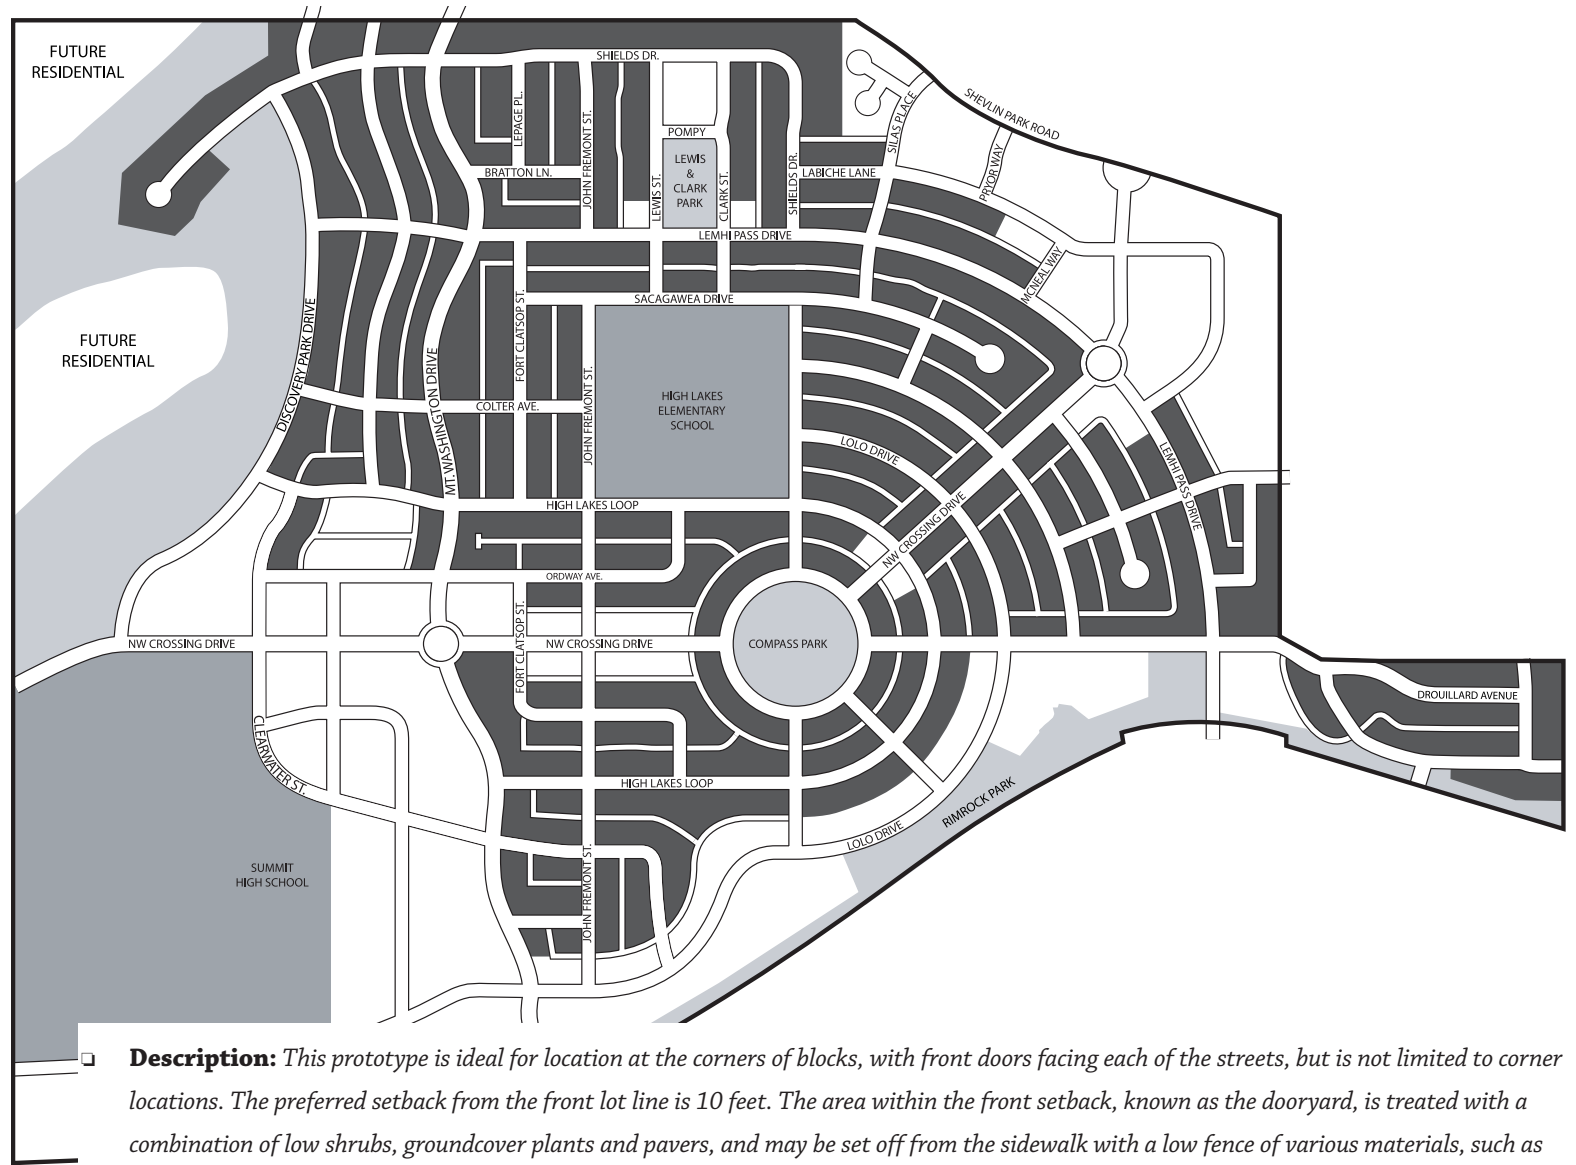 FUTURE
RESIDENTIAL
SHIELDS DR.
SHEVLIN PARK ROAD
SILAS PLACE
LEPAGE PL.
JOHN FREMONT ST.
POMPY
PRYOR WAY
LEWIS
&
CLARK
PARK
BRATTON LN.
LEWIS ST.
CLARK ST.
SHIELDS DR.
LABICHE LANE
LEMHI PASS DRIVE
MCNEAL WAY
SACAGAWEA DRIVE
FUTURE
RESIDENTIAL
DISCOVERY PARK DRIVE
FORT CLATSOP ST.
MT. WASHINGTON DRIVE
COLTER AVE.
JOHN FREMONT ST.
HIGH LAKES
ELEMENTARY
SCHOOL
LOLO DRIVE
LEMHI PASS DRIVE
HIGH LAKES LOOP
NW CROSSING DRIVE
ORDWAY AVE.
FORT CLATSOP ST.
NW CROSSING DRIVE
NW CROSSING DRIVE
COMPASS PARK
DROUILLARD AVENUE
CLEARWATER ST.
HIGH LAKES LOOP
RIMROCK PARK
LOLO DRIVE
SUMMIT
HIGH SCHOOL
JOHN FREMONT ST.
❏ Description: This prototype is ideal for location at the corners of blocks, with front doors facing each of the streets, but is not limited to corner
locations. The preferred setback from the front lot line is 10 feet. The area within the front setback, known as the dooryard, is treated with a
combination of low shrubs, groundcover plants and pavers, and may be set off from the sidewalk with a low fence of various materials, such as